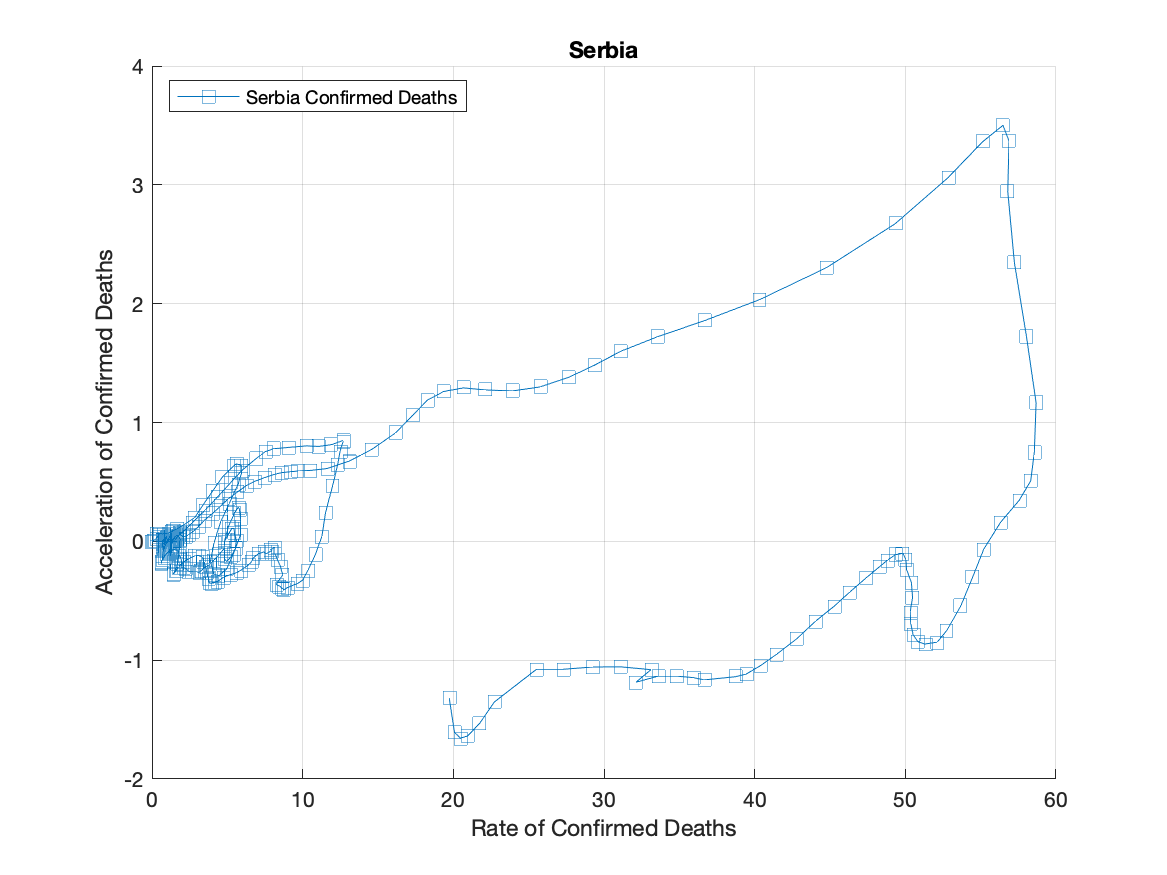 Serbia
Serbia Confirmed Deaths
4
3
2
1
0
-1
-2
Acceleration of Confirmed Deaths
0 10 20 30 40 50 60
Rate of Confirmed Deaths